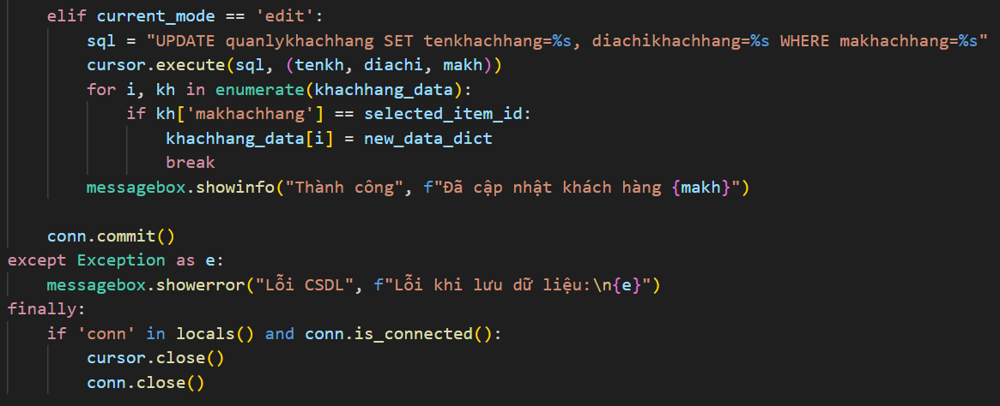 elif current_mode == 'edit':
sql = "UPDATE quanlykhachhang SET tenkhachhang=%s, diachikhachhang=%s WHERE makhachhang=%s"
cursor.execute(sql, (tenkh, diachi, makh))
for i, kh in enumerate(khachhang_data):
if kh['makhachhang'] == selected_item_id:
khachhang_data[i] = new_data_dict
break
messagebox.showinfo("Thành công", f"Đã cập nhật khách hàng {makh}")
conn.commit()
except Exception as e:
messagebox.showerror("Lỗi CSDL", f"Lỗi khi lưu dữ liệu:\n{e}")
finally:
if 'conn' in locals() and conn.is_connected():
cursor.close()
conn.close()